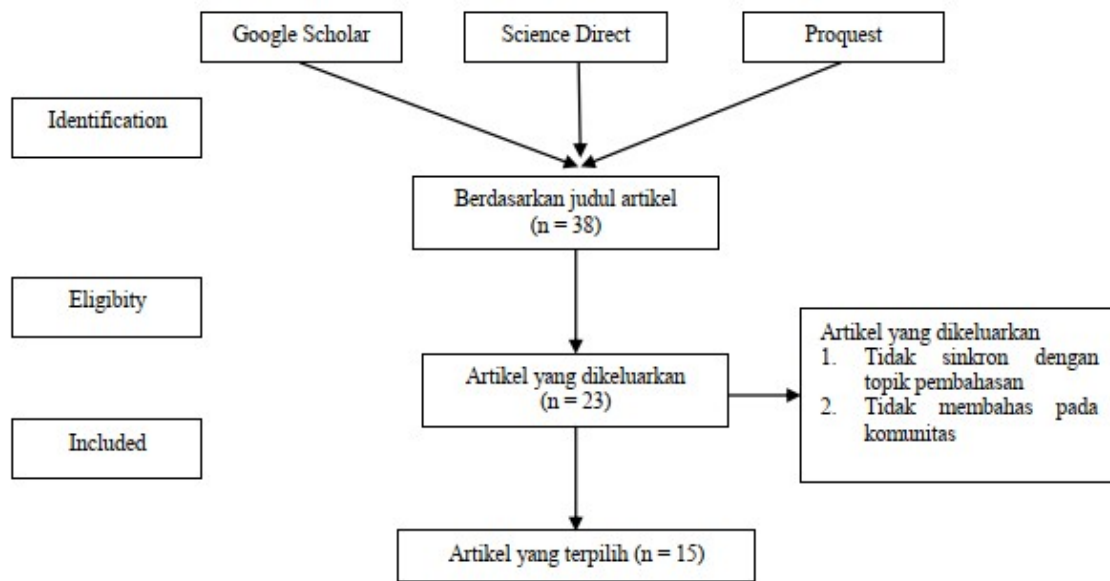 Google Scholar
Science Direct
Proquest
Identification
Berdasarkan judul artikel
(n = 38)
Eligibity
Artikel yang dikeluarkan
(n = 23)
Artikel yang dikeluarkan
1. Tidak sinkron dengan
topik pembahasan
2. Tidak membahas pada
komunitas
Included
Artikel yang terpilih (n = 15)